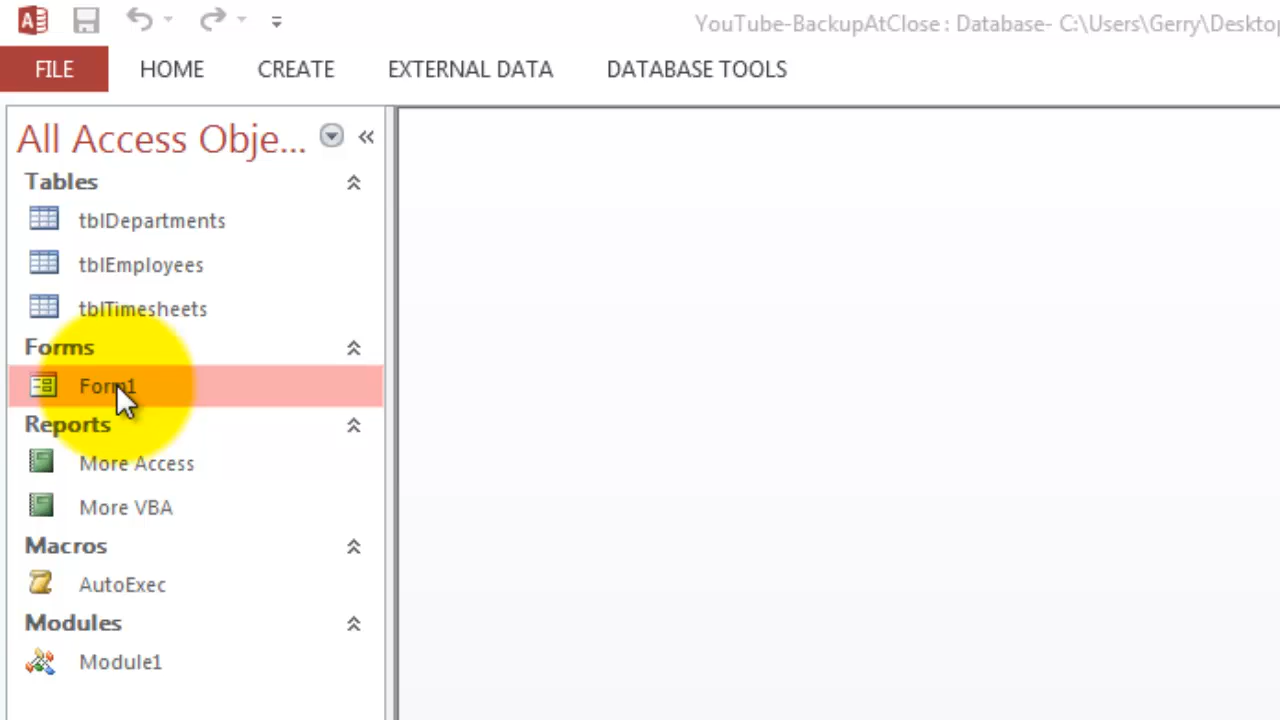 YouTube-BackupAtClose : Database- C:\Users\Gerry\Desktop
FILE HOME CREATE EXTERNAL DATA DATABASE TOOLS
All Access Obje...
Tables
tblDepartments
tblEmployees
tblTimesheets
Forms
Form1
Reports
More Access
More VBA
Macros
AutoExec
Modules
Module1